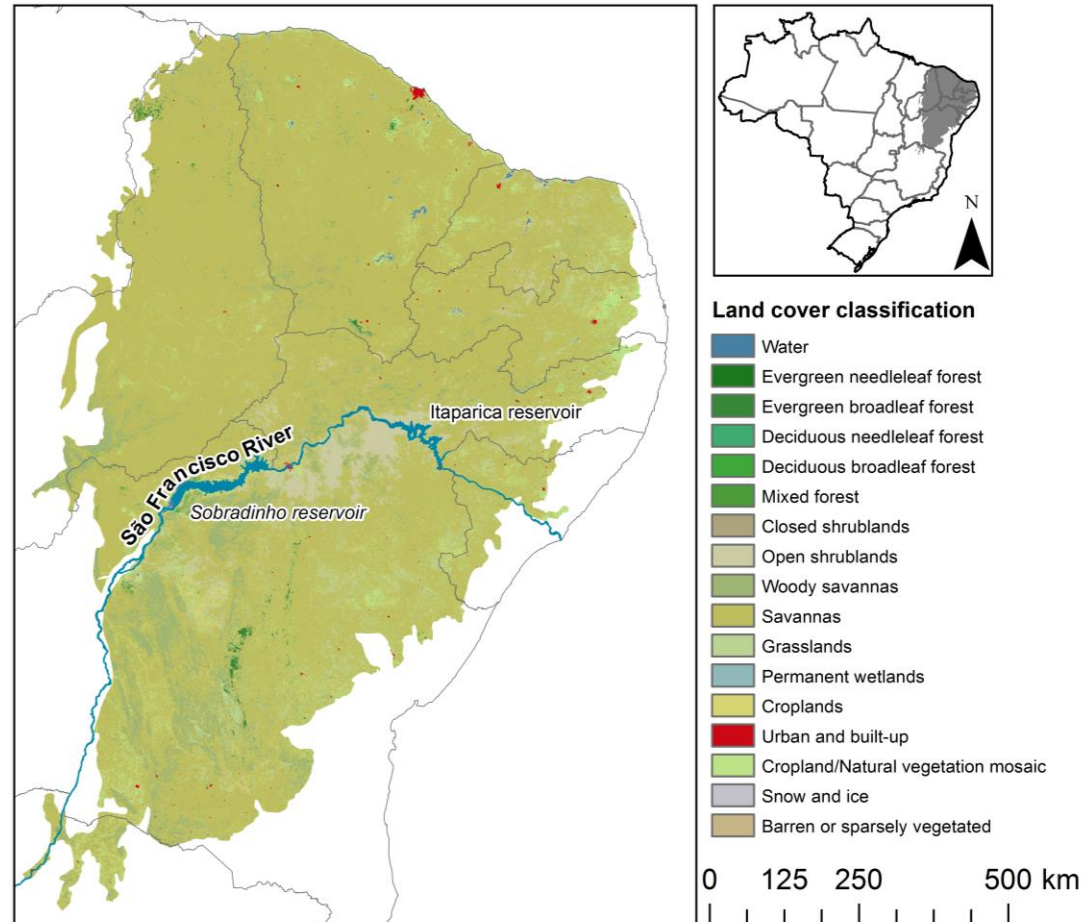 N
Itaparica reservoir
São Francisco River
Sobradinho reservoir
Land cover classification
Water
Evergreen needleleaf forest
Evergreen broadleaf forest
Deciduous needleleaf forest
Deciduous broadleaf forest
Mixed forest
Closed shrublands
Open shrublands
Woody savannas
Savannas
Grasslands
Permanent wetlands
Croplands
Urban and built-up
Cropland/Natural vegetation mosaic
Snow and ice
Barren or sparsely vegetated
0 125 250 500 km